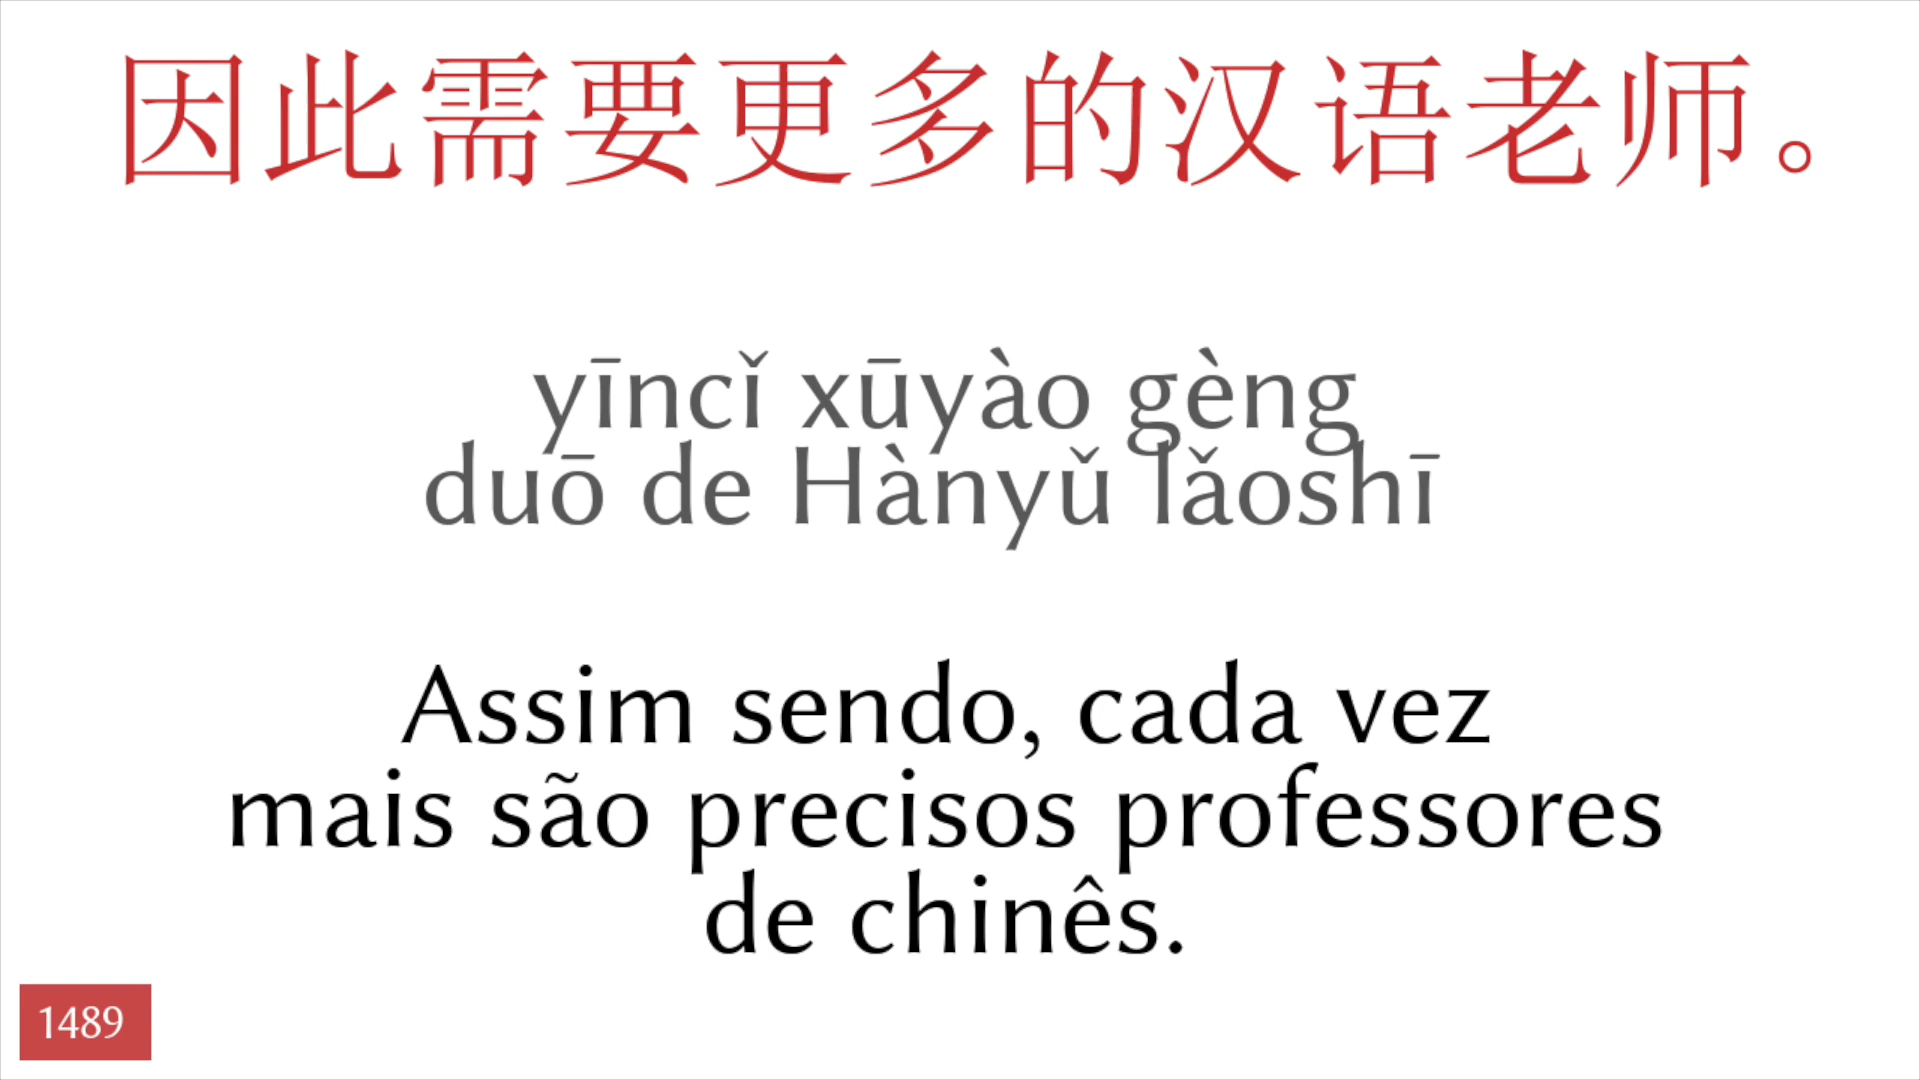 因此需要更多的汉语老师。
yīncǐ xūyào gèng
duō de Hànyǔ lǎoshī
Assim sendo, cada vez
mais são precisos professores
de chinês.
1489